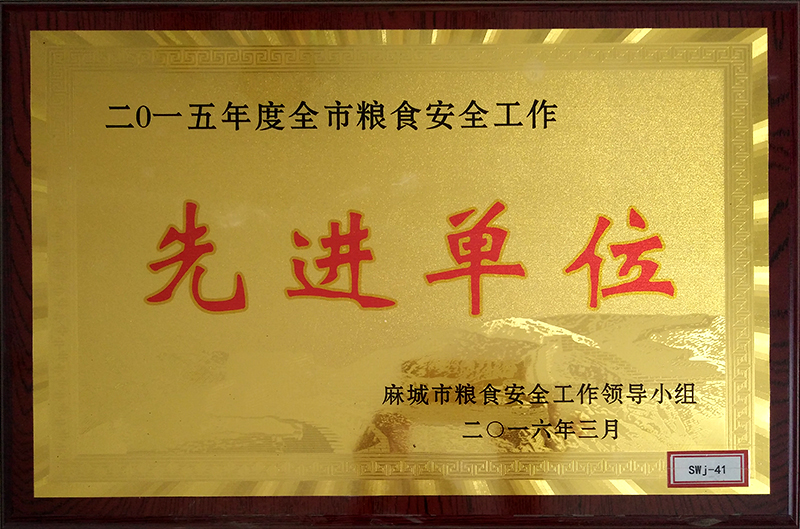 二0一五年度全市粮食安全工作
先进单位
麻城市粮食安全工作领导小组
二〇一六年三月
SWj-41